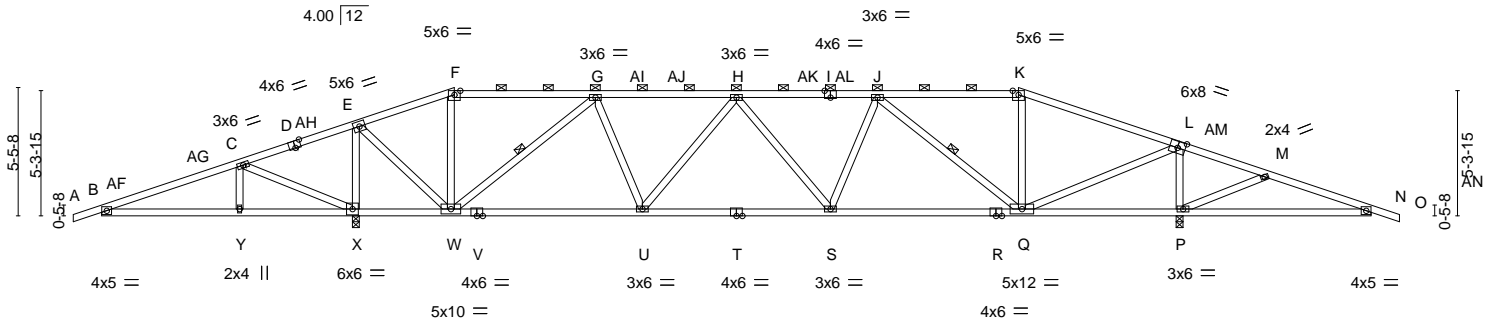 4.00 12
3x6 =
5x6 =
4x6 =
5x6 =
3x6 =
3x6 =
F
G
AI
AJ
H
AK
I
AL
J
K
4x6
5x6
E
6x8
3x6
D
AH
C
L
AM
2x4
M
AG
5-5-8
5-3-15
5-3-15
A
B
AF
0-5-8
N
O
AN
0-5-8
Y
X
W
V
U
T
S
R
Q
P
4x5 =
2x4 ||
6x6 =
4x6 =
3x6 =
4x6 =
3x6 =
5x12 =
3x6 =
4x5 =
5x10 =
4x6 =